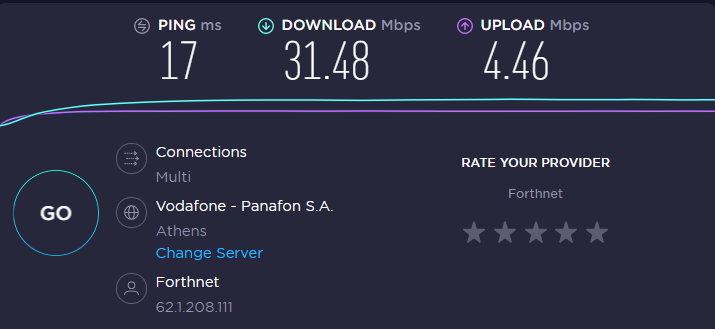 PING ms
17
DOWNLOAD Mbps
31.48
UPLOAD Mbps
4.46
GO
Connections
Multi
Vodafone - Panafon S.A.
Athens
Change Server
Forthnet
62.1.208.111
RATE YOUR PROVIDER
Forthnet